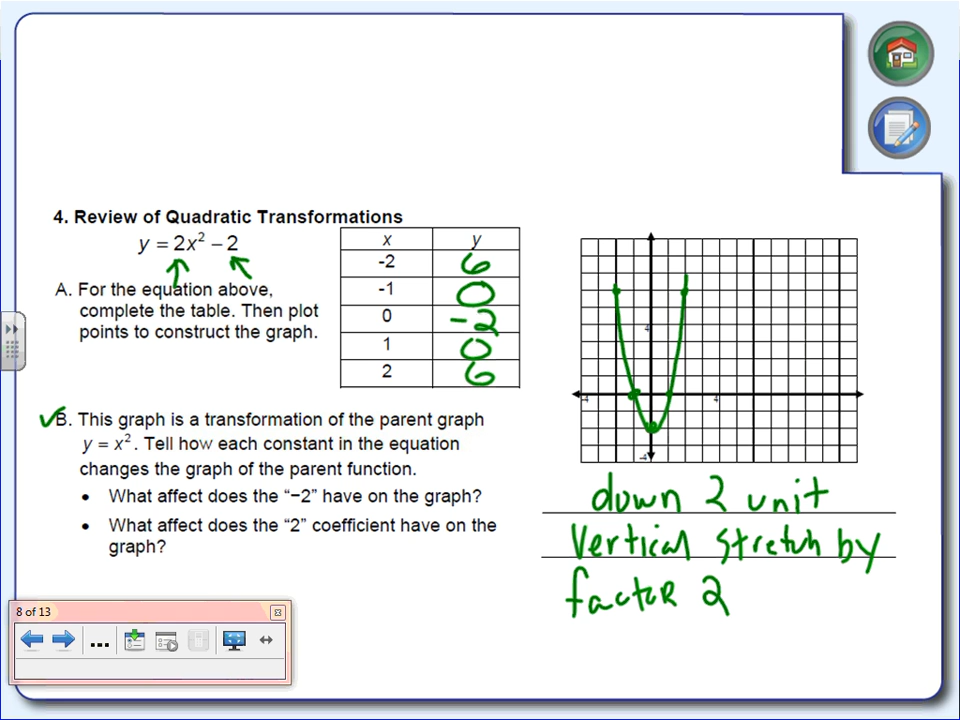 4. Review of Quadratic Transformations
y = 2x² – 2
A. For the equation above,
complete the table. Then plot
points to construct the graph.
x y
-2 6
-1 0
0 -2
1 0
2 6
4
-4 4
-4
B. This graph is a transformation of the parent graph
y = x². Tell how each constant in the equation
changes the graph of the parent function.
• What affect does the “–2” have on the graph?
• What affect does the “2” coefficient have on the
graph?
down 2 unit
Vertical stretch by
factor 2
8 of 13
...